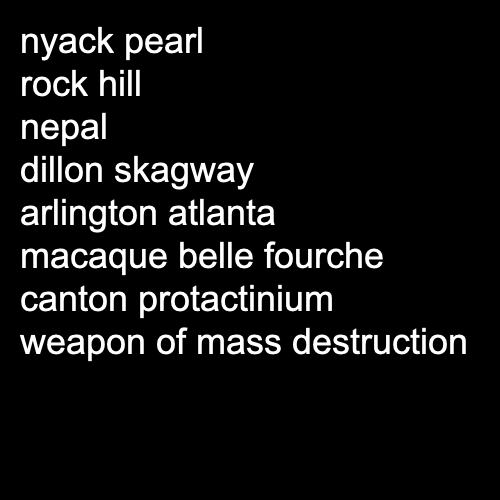 nyack pearl
rock hill
nepal
dillon skagway
arlington atlanta
macaque belle fourche
canton protactinium
weapon of mass destruction